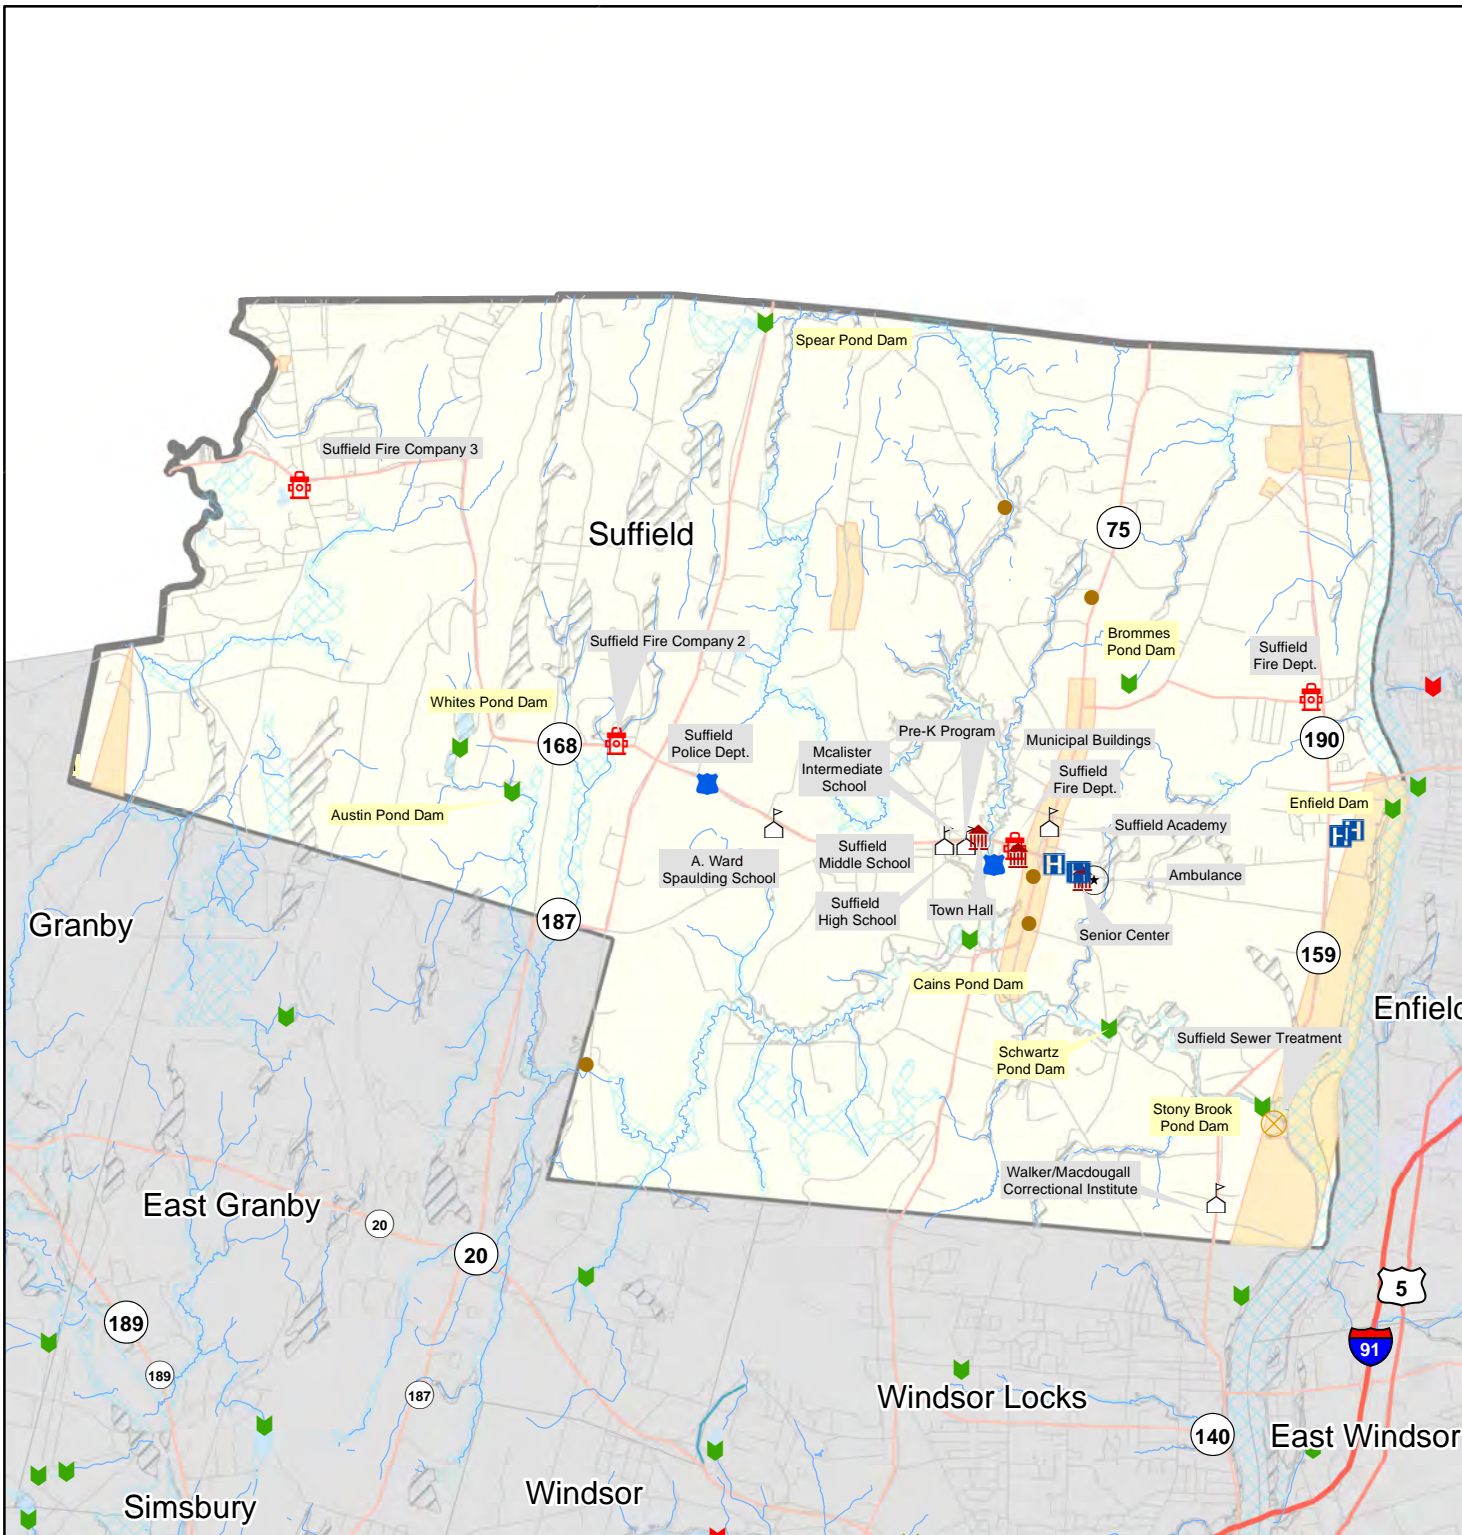 Spear Pond Dam
Suffield Fire Company 3
Suffield
75
Suffield Fire Company 2
Brommes
Pond Dam
Suffield
Fire Dept.
Whites Pond Dam
168
Suffield
Police Dept.
Pre-K Program
Mcalister
Intermediate
School
Municipal Buildings
190
Suffield
Fire Dept.
Austin Pond Dam
Enfield Dam
Suffield Academy
A. Ward
Spaulding School
Suffield
Middle School
H
H
H
H
H
Ambulance
Suffield
High School
Town Hall
Senior Center
Granby
187
159
Cains Pond Dam
Enfield
Schwartz
Pond Dam
Suffield Sewer Treatment
Stony Brook
Pond Dam
Walker/Macdougall
Correctional Institute
East Granby
20
20
5
189
91
189
187
Windsor Locks
140
East Windsor
Windsor
Simsbury